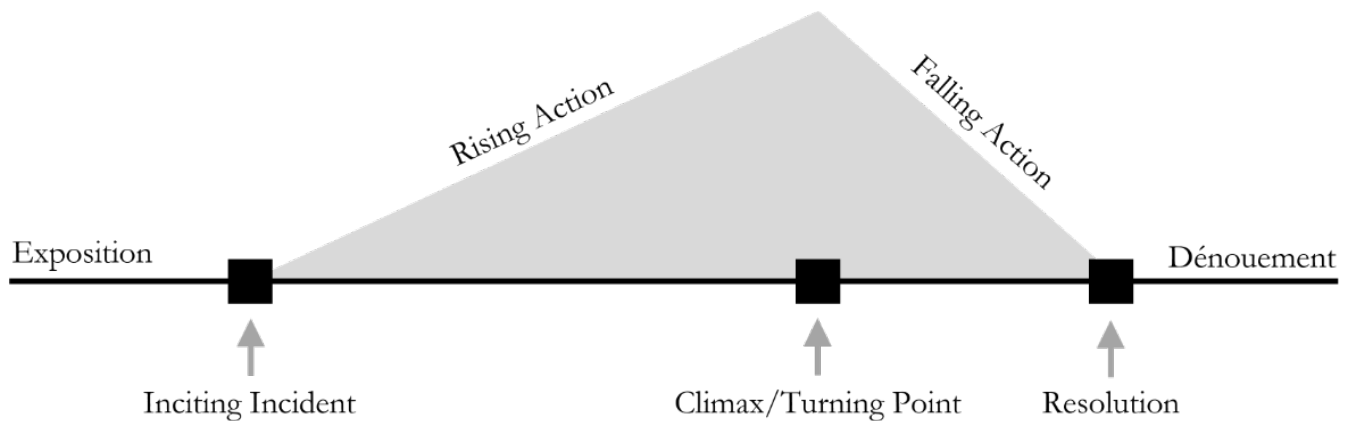 Rising Action
Falling Action
Exposition
Dénouement
Inciting Incident
Climax/Turning Point
Resolution